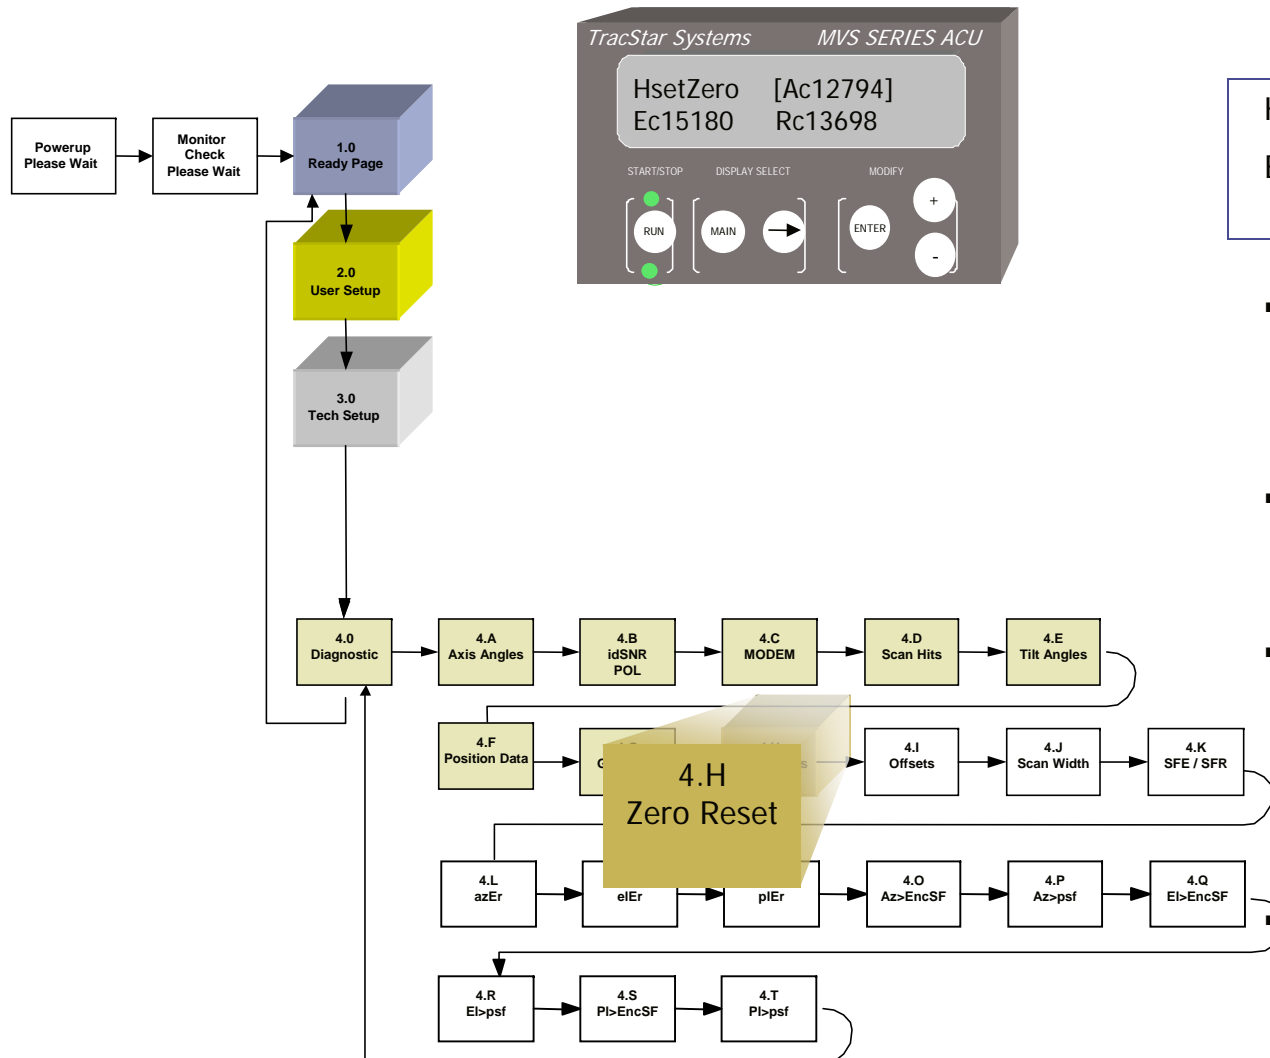 TracStar Systems MVS SERIES ACU
HsetZero [Ac12794]
Ec15180 Rc13698
START/STOP DISPLAY SELECT MODIFY
RUN MAIN ENTER + -
Powerup
Please Wait
Monitor
Check
Please Wait
1.0
Ready Page
2.0
User Setup
3.0
Tech Setup
4.0
Diagnostic
4.A
Axis Angles
4.B
idSNR
POL
4.C
MODEM
4.D
Scan Hits
4.E
Tilt Angles
4.F
Position Data
4.H
Zero Reset
4.I
Offsets
4.J
Scan Width
4.K
SFE / SFR
4.L
azEr
elEr
plEr
4.O
Az>EncSF
4.P
Az>psf
4.Q
El>EncSF
4.R
El>psf
4.S
Pl>EncSF
4.T
Pl>psf